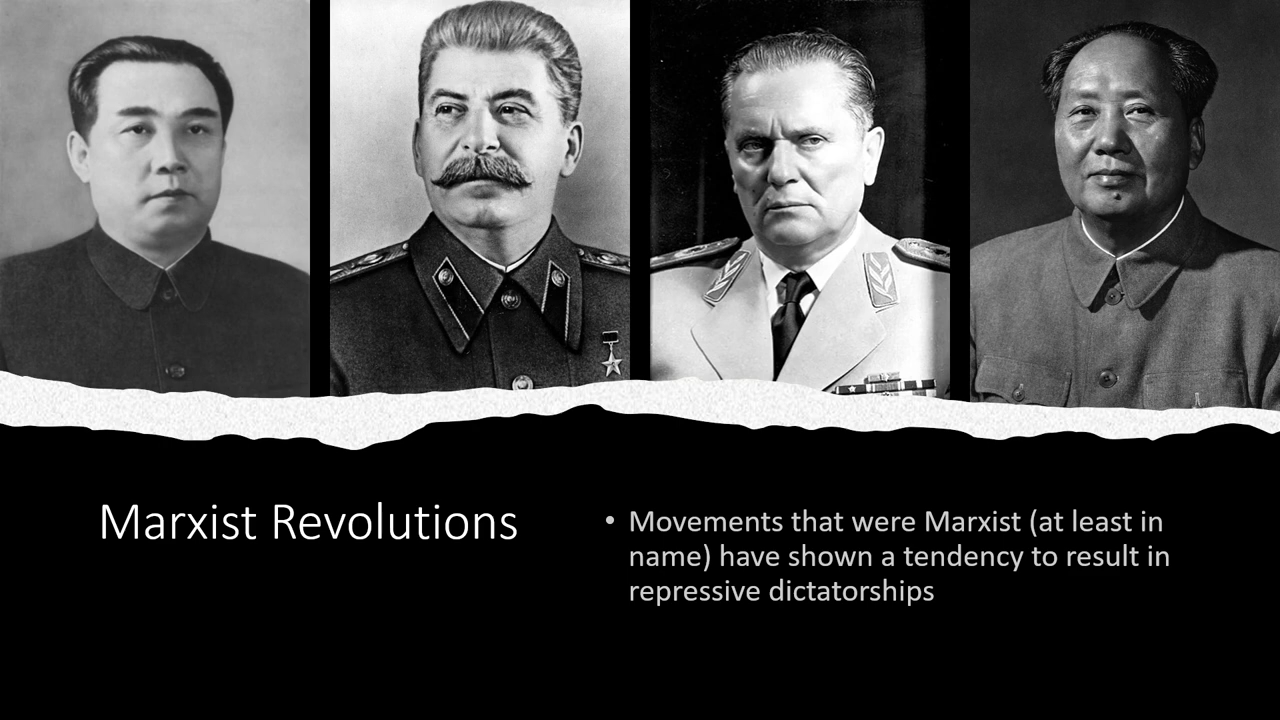 Marxist Revolutions
• Movements that were Marxist (at least in
name) have shown a tendency to result in
repressive dictatorships